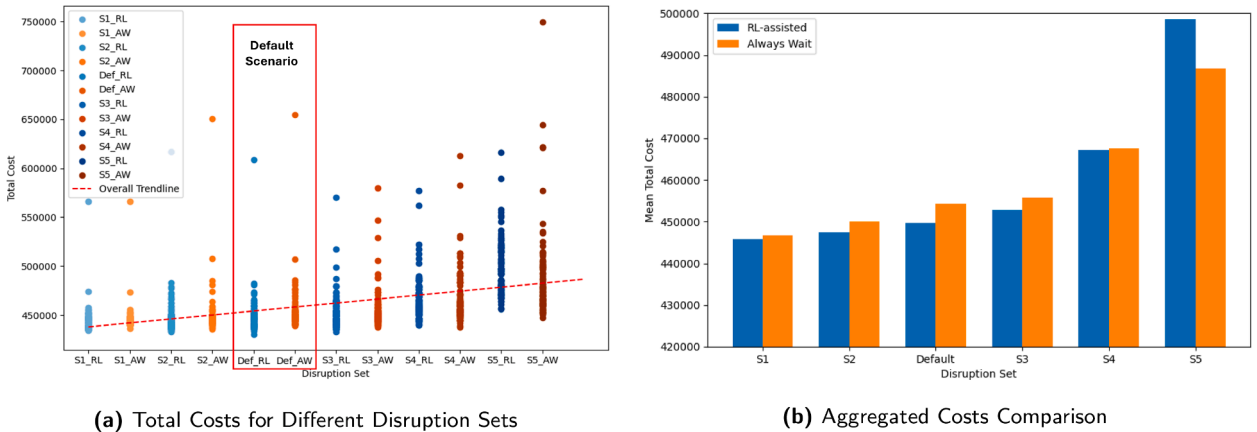 750000
700000
650000
600000
550000
500000
450000
Total Cost
S1_RL
S1_AW
S2_RL
S2_AW
Def_RL
Def_AW
S3_RL
S3_AW
S4_RL
S4_AW
S5_RL
S5_AW
Overall Trendline
Default
Scenario
S1_RL S1_AW S2_RL S2_AW Def_RL Def_AW S3_RL S3_AW S4_RL S4_AW S5_RL S5_AW
Disruption Set
(a) Total Costs for Different Disruption Sets
500000
490000
480000
470000
460000
450000
440000
430000
420000
Mean Total Cost
RL-assisted
Always Wait
S1 S2 Default S3 S4 S5
Disruption Set
(b) Aggregated Costs Comparison